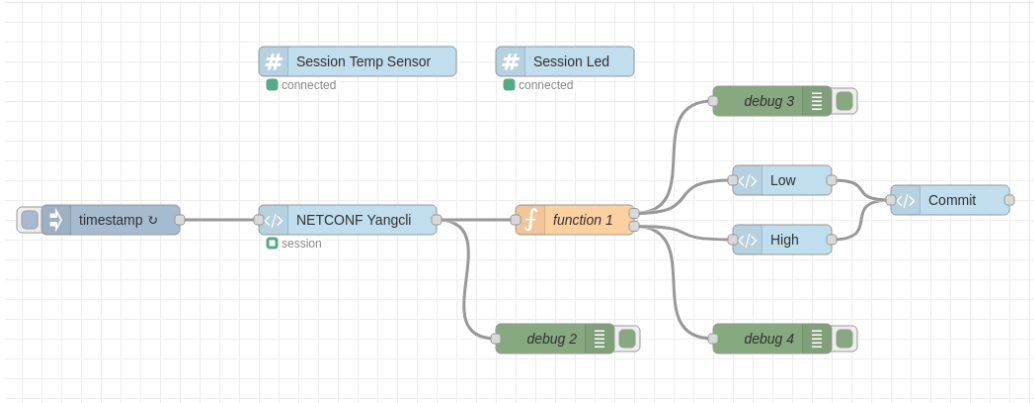 # Session Temp Sensor
connected
# Session Led
connected
debug 3
</> Low
timestamp ↻
</> NETCONF Yangcli
session
ƒ function 1
</> Commit
</> High
debug 2
debug 4